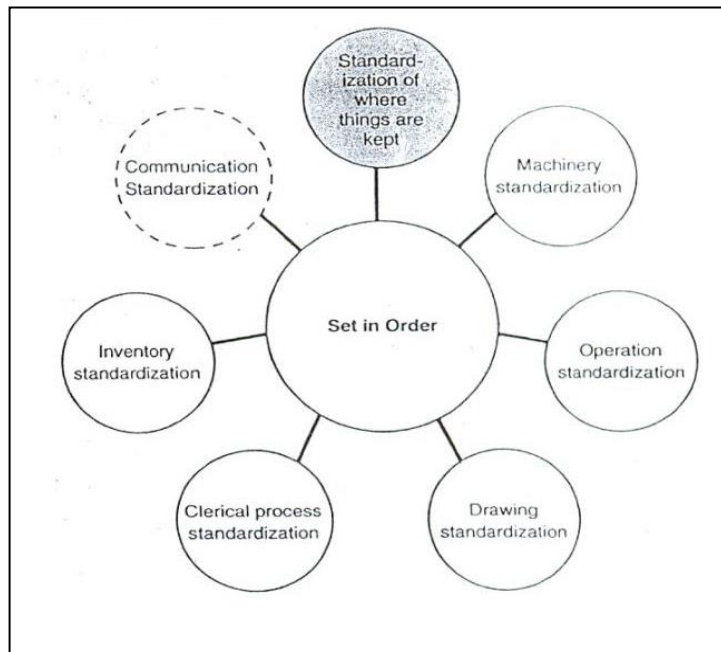 Standard-
ization of
where
things are
kept
Communication
Standardization
Machinery
standardization
Inventory
standardization
Set in Order
Operation
standardization
Clerical process
standardization
Drawing
standardization